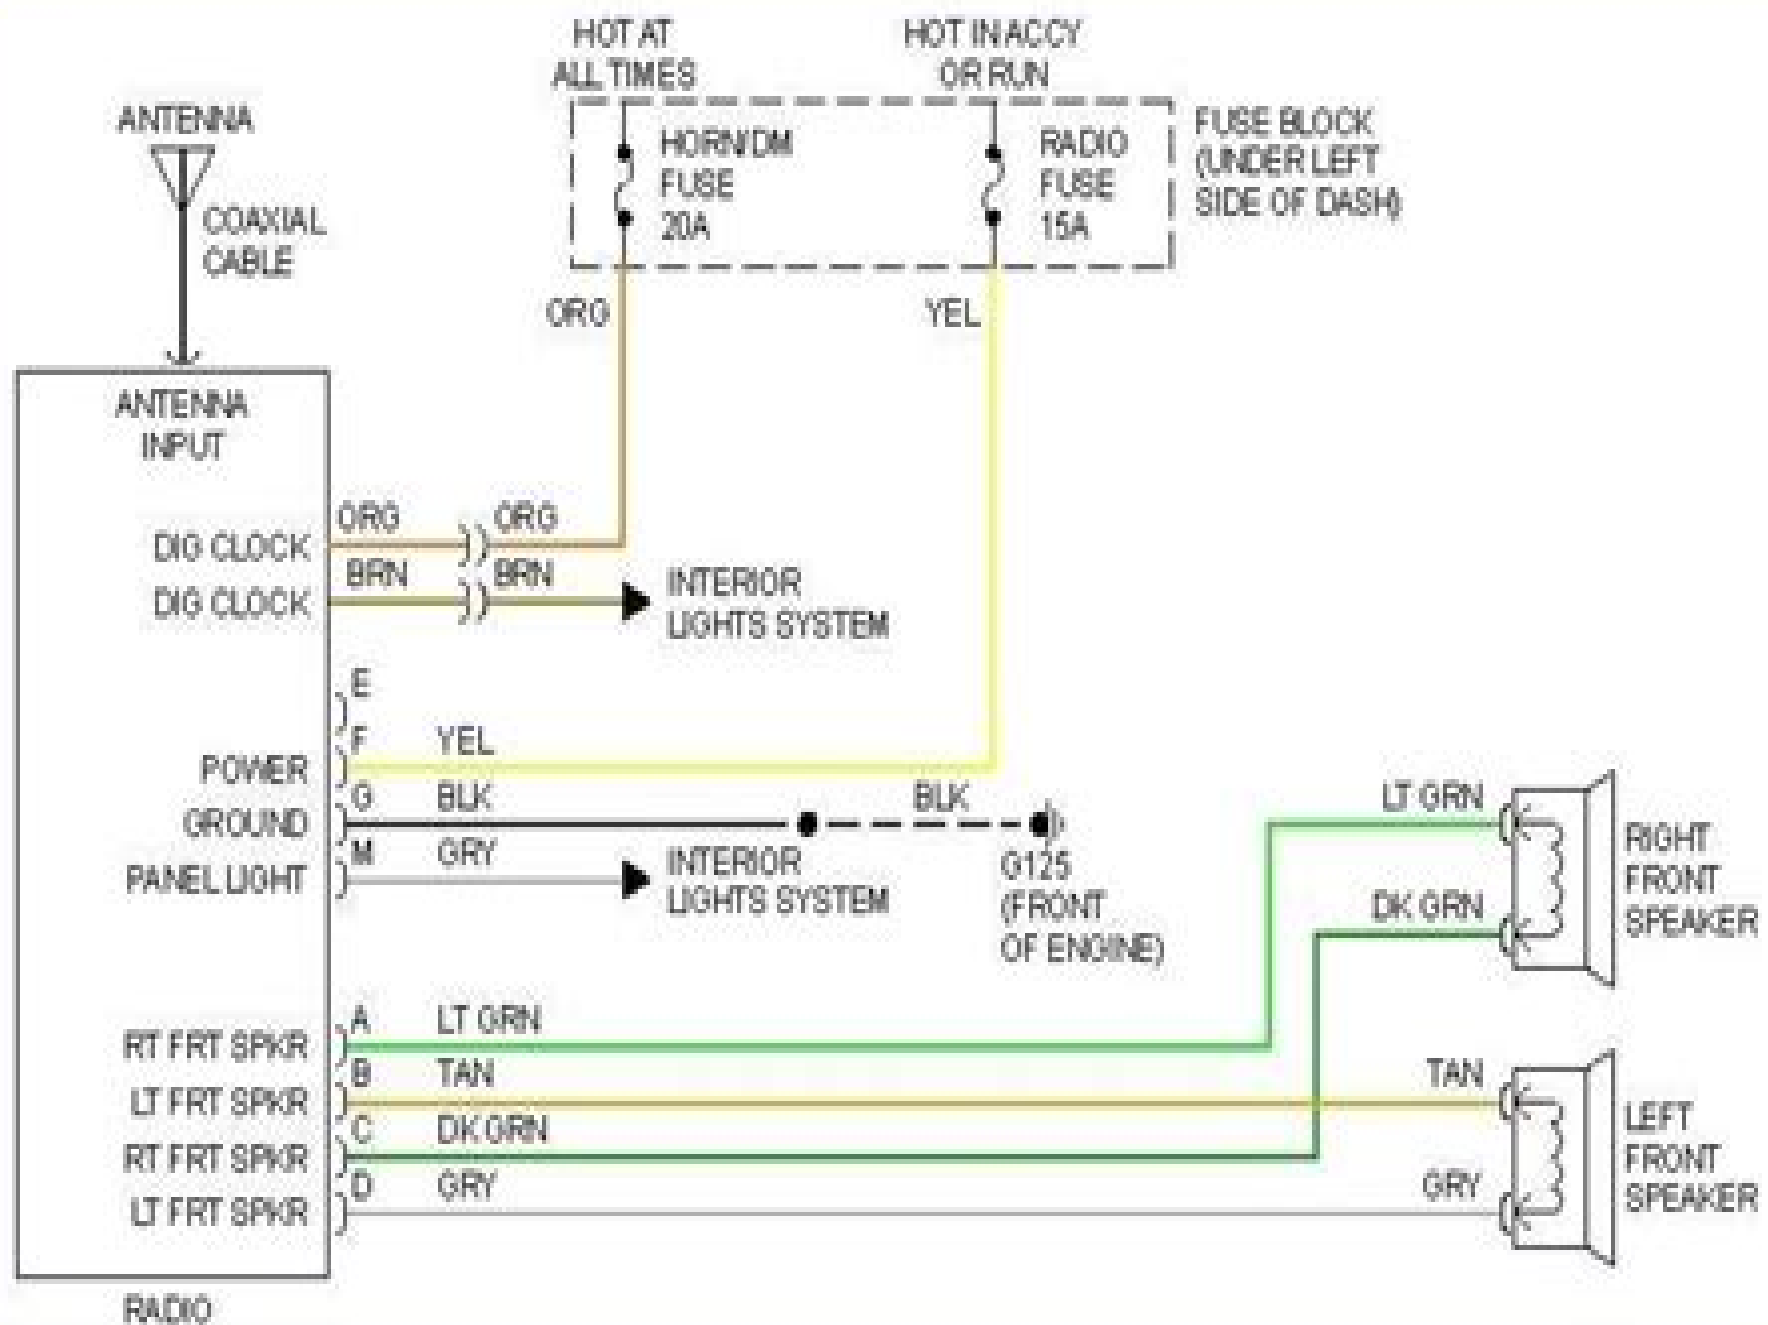 HOT AT
ALL TIMES
HOT IN ACCY
OR RUN
ANTENNA
COAXIAL
CABLE
HORN/DM
FUSE
20A
RADIO
FUSE
15A
FUSE BLOCK
(UNDER LEFT
SIDE OF DASH)
ORG
YEL
ANTENNA
INPUT
ORG
ORG
DIG CLOCK
BRN
BRN
DIG CLOCK
INTERIOR
LIGHTS SYSTEM
E
F
YEL
POWER
G
BLK
BLK
GROUND
M
GRY
PANEL LIGHT
INTERIOR
LIGHTS SYSTEM
G125
(FRONT
OF ENGINE)
LT GRN
DK GRN
RIGHT
FRONT
SPEAKER
A
LT GRN
RT FRT SPKR
B
TAN
TAN
LT FRT SPKR
C
DK GRN
RT FRT SPKR
D
GRY
GRY
LT FRT SPKR
LEFT
FRONT
SPEAKER
RADIO